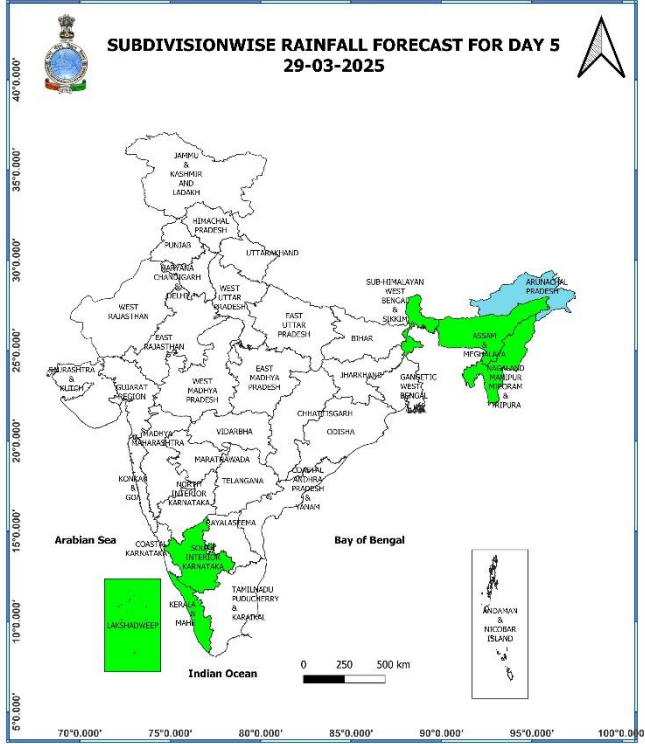 SUBDIVISIONWISE RAINFALL FORECAST FOR DAY 5
29-03-2025
40°0.000'
35°0.000'
30°0.000'
25°0.000'
20°0.000'
15°0.000'
10°0.000'
5°0.000'
JAMMU
&
KASHMIR
AND
LADAKH
HIMACHAL
PRADESH
PUNJAB
UTTARAKHAND
HARYANA
CHANDIGARH
&
DELHI
WEST
UTTAR
PRADESH
SUB-HIMALAYAN
WEST
BENGAL
&
SIKKIM
ARUNACHAL
PRADESH
WEST
RAJASTHAN
EAST
RAJASTHAN
EAST
UTTAR
PRADESH
BIHAR
ASSAM
&
MEGHALAYA
NAGALAND
MANIPUR
MIZORAM
&
TRIPURA
SAURASHTRA
&
KUTCH
GUJARAT
REGION
WEST
MADHYA
PRADESH
EAST
MADHYA
PRADESH
JHARKHAND
GANGETIC
WEST
BENGAL
CHHATTISGARH
ODISHA
MADHYA
MAHARASHTRA
VIDARBHA
MARATHWADA
KONKAN
&
GOA
NORTH
INTERIOR
KARNATAKA
TELANGANA
COASTAL
ANDHRA
PRADESH
&
YANAM
RAYALASEEMA
Arabian Sea
COASTAL
KARNATAKA
SOUTH
INTERIOR
KARNATAKA
Bay of Bengal
LAKSHADWEEP
KERALA
&
MAHE
TAMILNADU
PUDUCHERRY
&
KARAIKAL
ANDAMAN
&
NICOBAR
ISLAND
Indian Ocean
0 250 500 km
70°0.000' 75°0.000' 80°0.000' 85°0.000' 90°0.000' 95°0.000' 100°0.000'